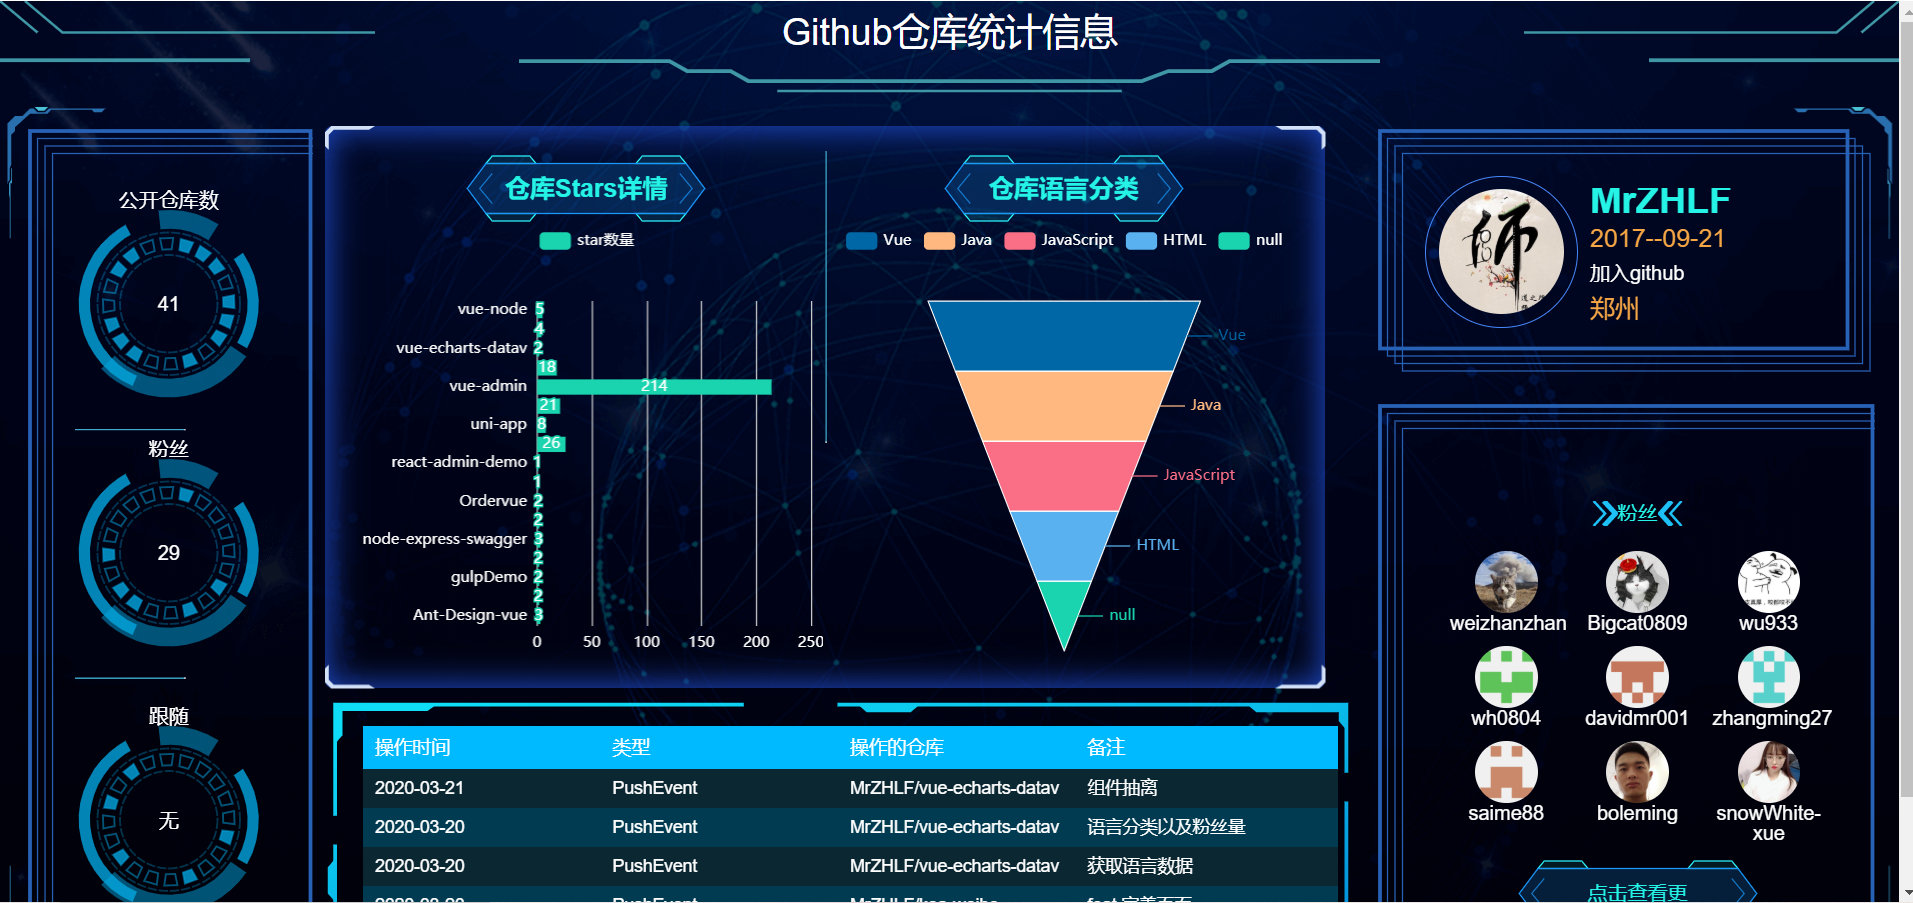 Github仓库统计信息
公开仓库数
41
粉丝
29
跟随
无
仓库Stars详情
star数量
vue-node 5
4
vue-echarts-datav 2
18
vue-admin 214
21
uni-app 8
26
react-admin-demo 1
1
Ordervue 2
2
node-express-swagger 3
2
gulpDemo 2
2
Ant-Design-vue 3
0 50 100 150 200 250
仓库语言分类
Vue Java JavaScript HTML null
Vue
Java
JavaScript
HTML
null
操作时间 类型 操作的仓库 备注
2020-03-21 PushEvent MrZHLF/vue-echarts-datav 组件抽离
2020-03-20 PushEvent MrZHLF/vue-echarts-datav 语言分类以及粉丝量
2020-03-20 PushEvent MrZHLF/vue-echarts-datav 获取语言数据
师
MrZHLF
2017--09-21
加入github
郑州
粉丝
weizhanzhan Bigcat0809 wu933
wh0804 davidmr001 zhangming27
saime88 boleming snowWhite-
xue
点击查看更